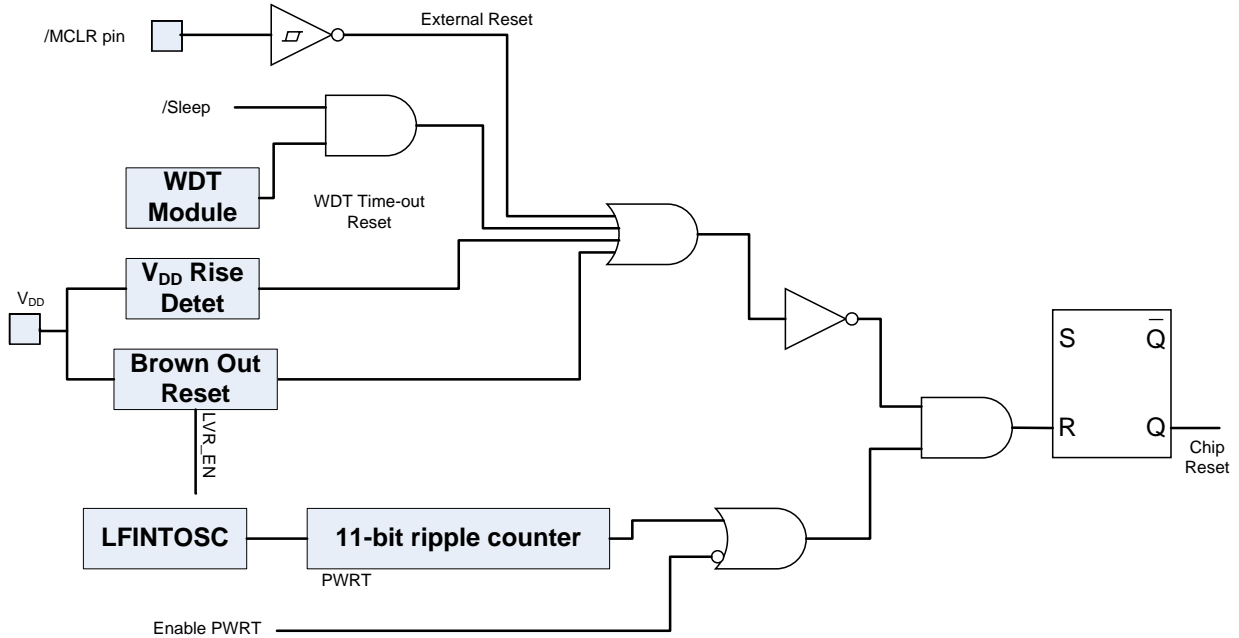 /MCLR pin
External Reset
/Sleep
WDT
Module
WDT Time-out
Reset
VDD
VDD Rise
Detet
Brown Out
Reset
LVR_EN
S
Q
R
Q
Chip
Reset
LFINTOSC
11-bit ripple counter
PWRT
Enable PWRT